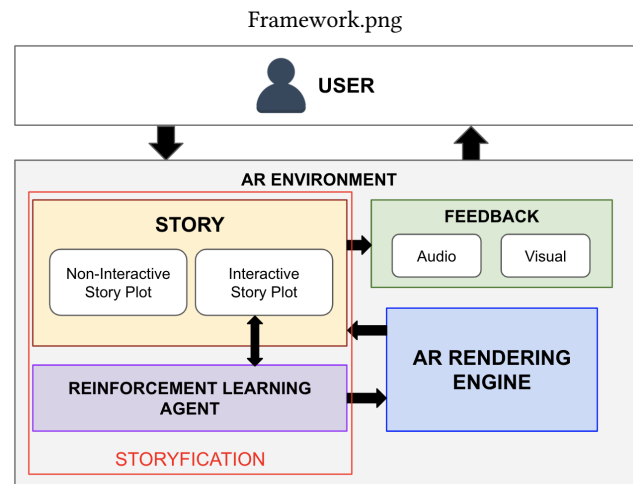 Framework.png
USER
AR ENVIRONMENT
STORY
Non-Interactive
Story Plot
Interactive
Story Plot
FEEDBACK
Audio
Visual
REINFORCEMENT LEARNING
AGENT
AR RENDERING
ENGINE
STORYFICATION